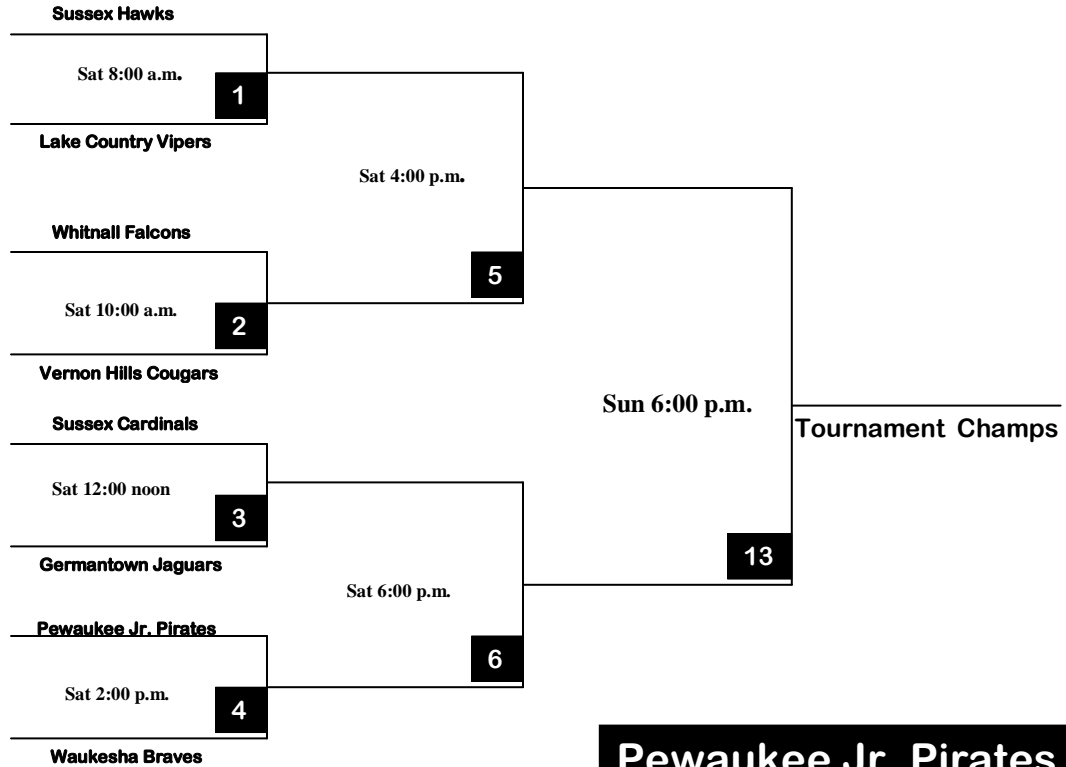 Sussex Hawks
Sat 8:00 a.m.
1
Lake Country Vipers
Sat 4:00 p.m.
Whitnall Falcons
5
Sat 10:00 a.m.
2
Vernon Hills Cougars
Sun 6:00 p.m.
Tournament Champs
Sussex Cardinals
Sat 12:00 noon
3
Germantown Jaguars
13
Sat 6:00 p.m.
Pewaukee Jr. Pirates
6
Sat 2:00 p.m.
4
Waukesha Braves
Pewaukee Jr. Pirates